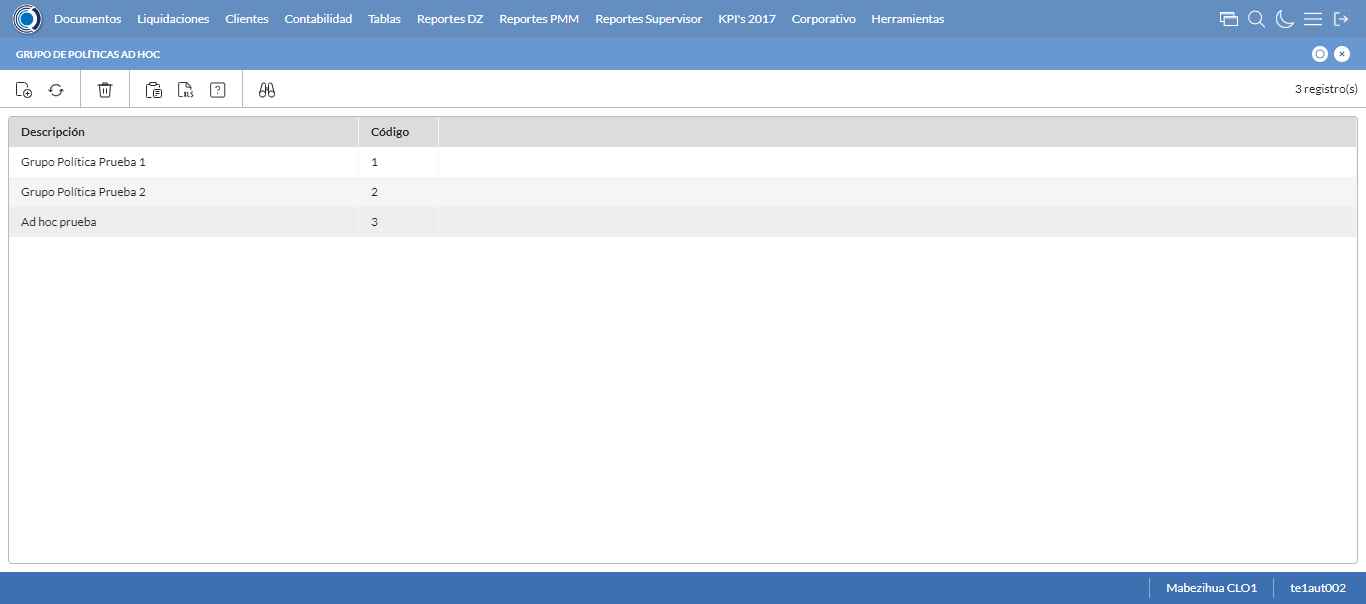 Documentos Liquidaciones Clientes Contabilidad Tablas Reportes DZ Reportes PMM Reportes Supervisor KPI's 2017 Corporativo Herramientas
GRUPO DE POLÍTICAS AD HOC
XLS ? 3 registro(s)
Descripción Código
Grupo Política Prueba 1 1
Grupo Política Prueba 2 2
Ad hoc prueba 3
Mabezihua CLO1 te1aut002